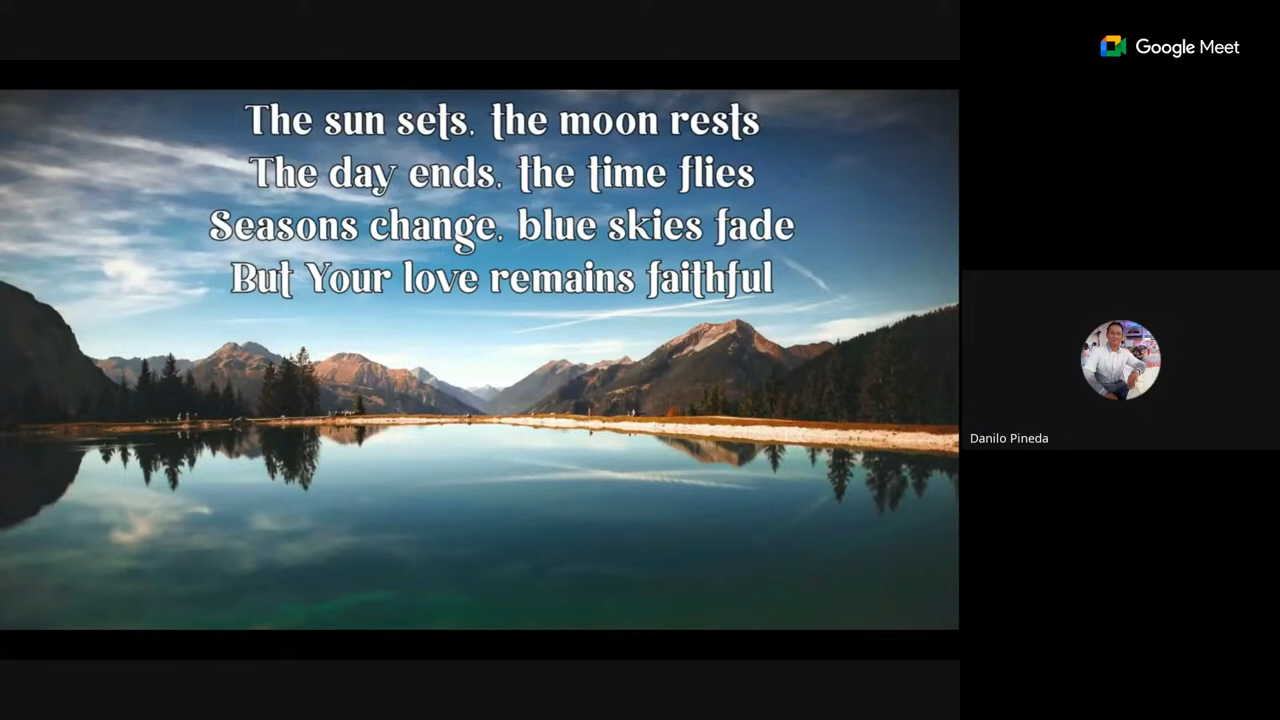 The sun sets, the moon rests
The day ends, the time flies
Seasons change, blue skies fade
But Your love remains faithful
Google Meet
Danilo Pineda